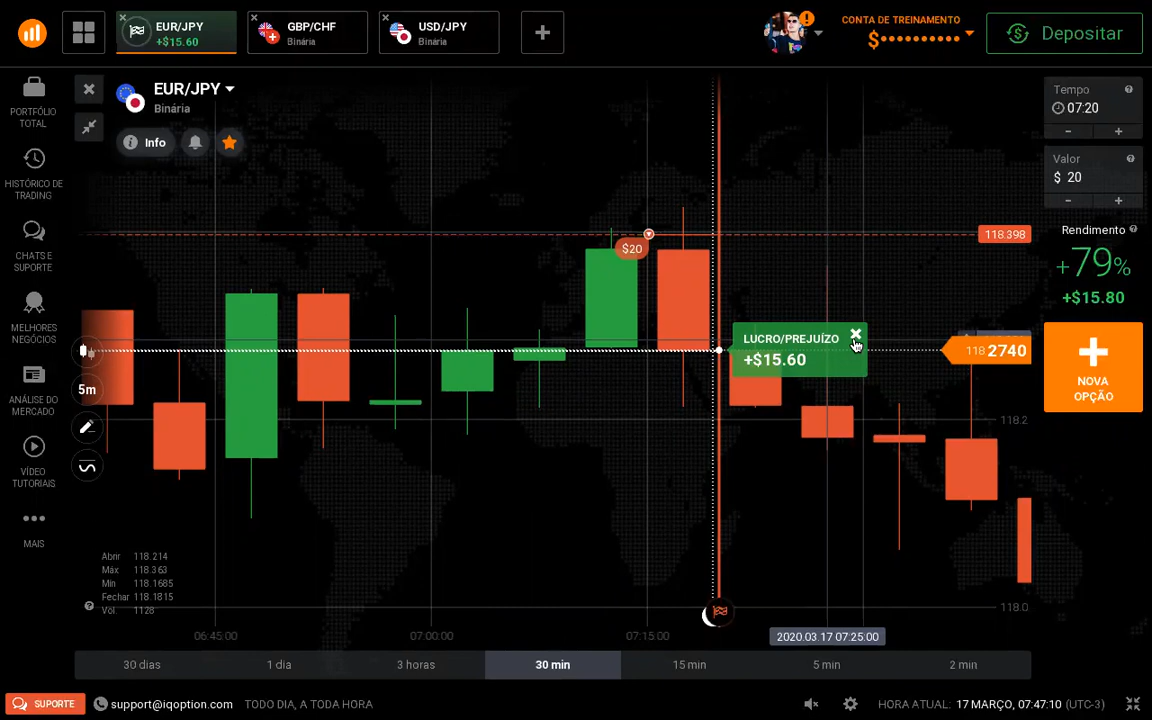 EUR/JPY
+$15.60
GBP/CHF
Binária
USD/JPY
Binária
CONTA DE TREINAMENTO
$••••••••••
Depositar
PORTFÓLIO
TOTAL
HISTÓRICO DE
TRADING
CHATS E
SUPORTE
MELHORES
NEGÓCIOS
ANÁLISE DO
MERCADO
VÍDEO
TUTORIAIS
MAIS
EUR/JPY
Binária
Info
5m
$20
118.398
LUCRO/PREJUÍZO
+$15.60
118 2740
118.2
118.0
Abrir 118.214
Máx 118.363
Mín 118.1685
Fechar 118.1815
Vol. 1128
06:45:00
07:00:00
07:15:00
2020.03.17 07:25:00
30 dias
1 dia
3 horas
30 min
15 min
5 min
2 min
Tempo
07:20
- +
Valor
$ 20
- +
Rendimento
+79%
+$15.80
NOVA
OPÇÃO
SUPORTE
support@iqoption.com
TODO DIA, A TODA HORA
HORA ATUAL: 17 MARÇO, 07:47:10 (UTC-3)